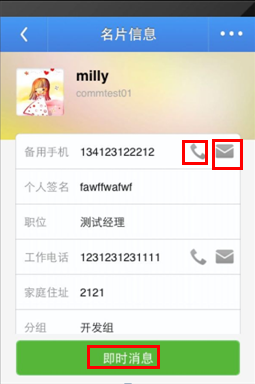 名片信息
milly
commtest01
备用手机 134123122212
个人签名 fawffwafwf
职位 测试经理
工作电话 1231231231111
家庭住址 2121
分组 开发组
即时消息